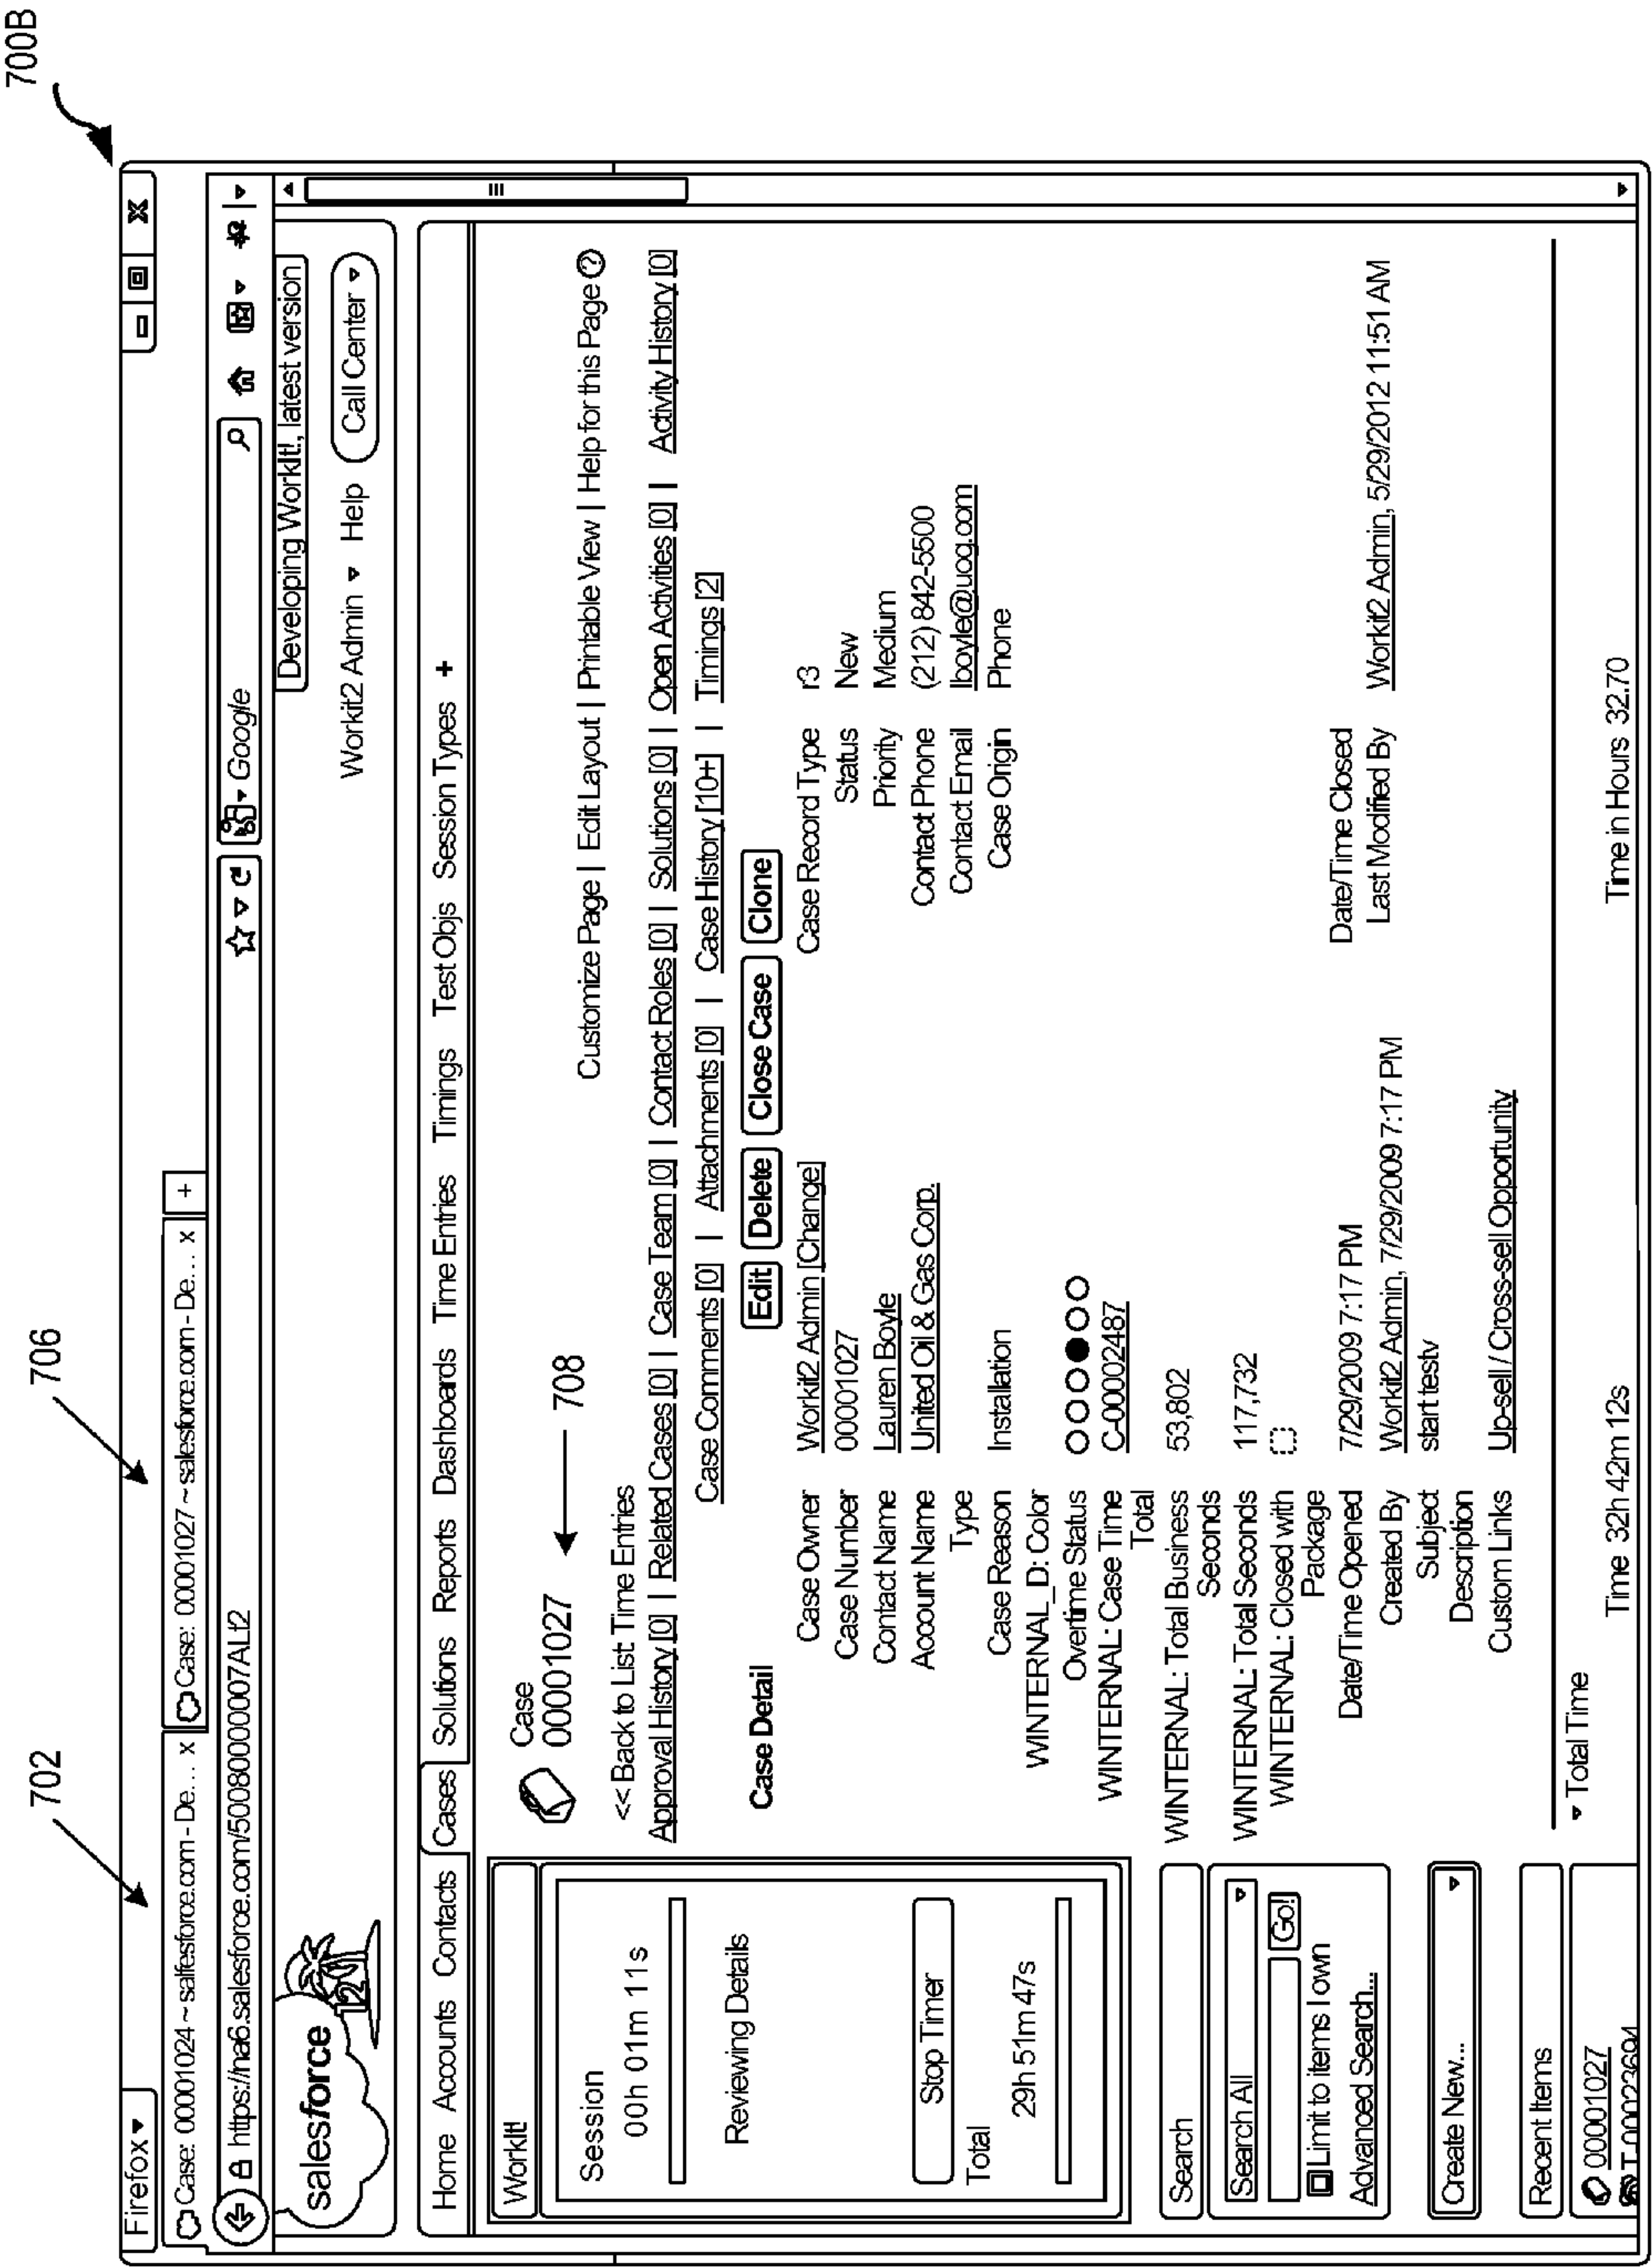 700B
702
706
Firefox
Case: 00001024 ~ salfesforce.com - De... x
Case: 00001027 ~ salesforce.com - De... x
+
https://na6.salesforce.com/50080000007ALt2
Google
salesforce
12
Developing WorkIt!, latest version
Workit2 Admin Help Call Center
Home Accounts Contacts Cases Solutions Reports Dashboards Time Entries Timings Test Objs Session Types +
WorkIt!
Session
00h 01m 11s
Reviewing Details
Stop Timer
Total
29h 51m 47s
Search
Search All
Go!
Limit to items I own
Advanced Search...
Create New...
Recent Items
00001027
T-00023694
Case
00001027
708
Customize Page | Edit Layout | Printable View | Help for this Page ?
<< Back to List Time Entries
Approval History [0] | Related Cases [0] | Case Team [0] | Contact Roles [0] | Solutions [0] | Open Activities [0] | Activity History [0]
Case Comments [0] | Attachments [0] | Case History [10+] | Timings [2]
Case Detail Edit Delete Close Case Clone
Case Owner Workit2 Admin [Change] Case Record Type r3
Case Number 00001027 Status New
Contact Name Lauren Boyle Priority Medium
Account Name United Oil & Gas Corp. Contact Phone (212) 842-5500
Type Contact Email lboyle@uog.com
Case Reason Installation Case Origin Phone
WINTERNAL_D: Color
Overtime Status
WINTERNAL: Case Time C-00002487
Total
WINTERNAL: Total Business 53,802
Seconds
WINTERNAL: Total Seconds 117,732
WINTERNAL: Closed with
Package
Date/Time Opened 7/29/2009 7:17 PM Date/Time Closed
Created By Workit2 Admin, 7/29/2009 7:17 PM Last Modified By Workit2 Admin, 5/29/2012 11:51 AM
Subject start testv
Description
Custom Links Up-sell / Cross-sell Opportunity
Total Time
Time 32h 42m 12s Time in Hours 32.70